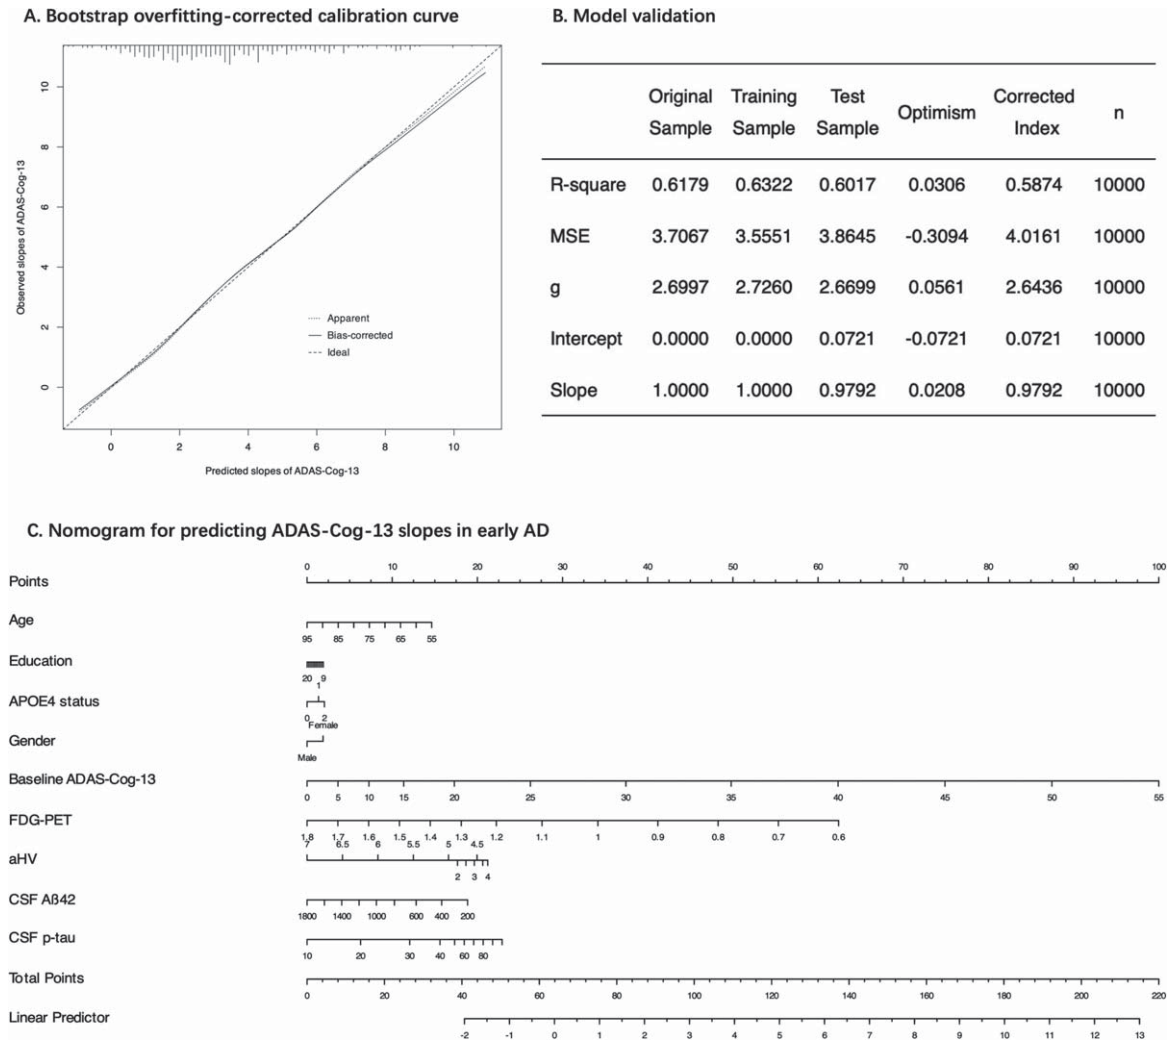 A. Bootstrap overfitting-corrected calibration curve
Observed slopes of ADAS-Cog-13
10
8
6
4
2
0
Apparent
Bias-corrected
Ideal
0 2 4 6 8 10
Predicted slopes of ADAS-Cog-13
B. Model validation
Original Sample Training Sample Test Sample Optimism Corrected Index n
R-square 0.6179 0.6322 0.6017 0.0306 0.5874 10000
MSE 3.7067 3.5551 3.8645 -0.3094 4.0161 10000
g 2.6997 2.7260 2.6699 0.0561 2.6436 10000
Intercept 0.0000 0.0000 0.0721 -0.0721 0.0721 10000
Slope 1.0000 1.0000 0.9792 0.0208 0.9792 10000
C. Nomogram for predicting ADAS-Cog-13 slopes in early AD
0 10 20 30 40 50 60 70 80 90 100
Points
Age
95 85 75 65 55
Education
20 9
1
APOE4 status
0 2
Female
Gender
Male
Baseline ADAS-Cog-13
0 5 10 15 20 25 30 35 40 45 50 55
FDG-PET
1.8 1.7 1.6 1.5 1.4 1.3 1.2 1.1 1 0.9 0.8 0.7 0.6
7 6.5 6 5.5 5 4.5
aHV
2 3 4
CSF Aß42
1800 1400 1000 600 400 200
CSF p-tau
10 20 30 40 60 80
Total Points
0 20 40 60 80 100 120 140 160 180 200 220
Linear Predictor
-2 -1 0 1 2 3 4 5 6 7 8 9 10 11 12 13